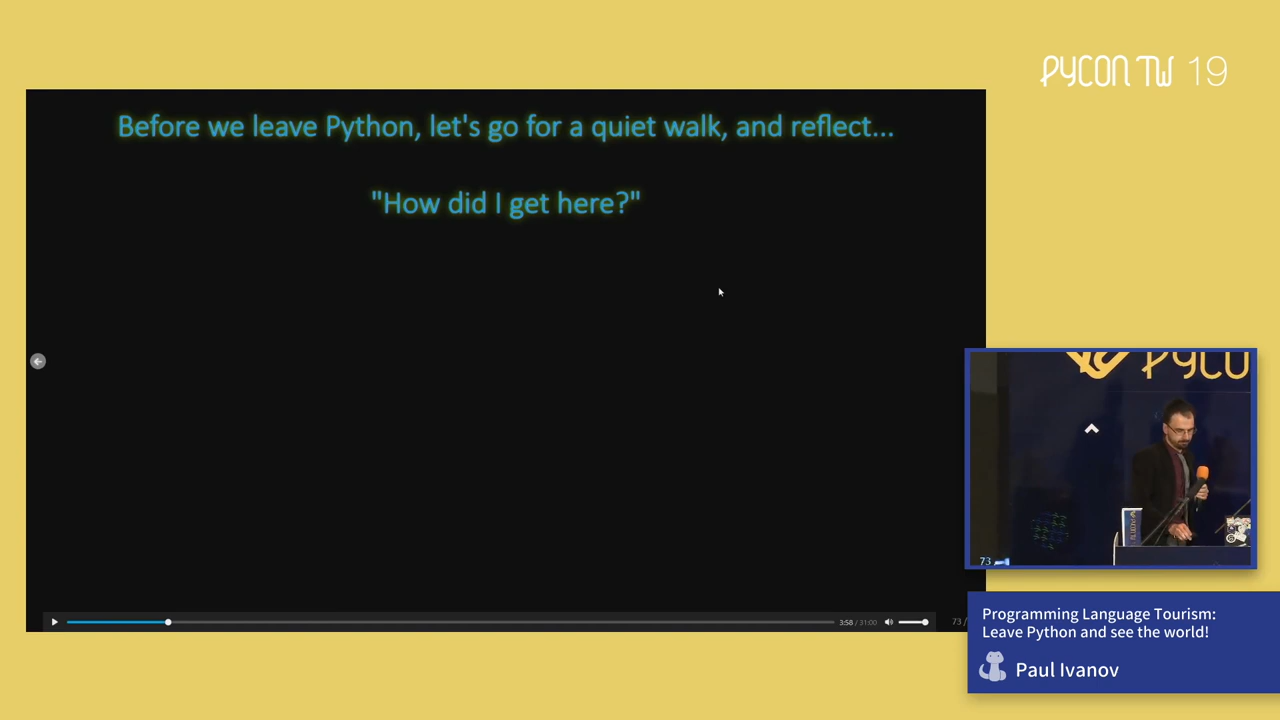 PYCON TW 19
Before we leave Python, let's go for a quiet walk, and reflect...
"How did I get here?"
3:58 / 31:00
73 /
PYCO
73
Programming Language Tourism:
Leave Python and see the world!
Paul Ivanov